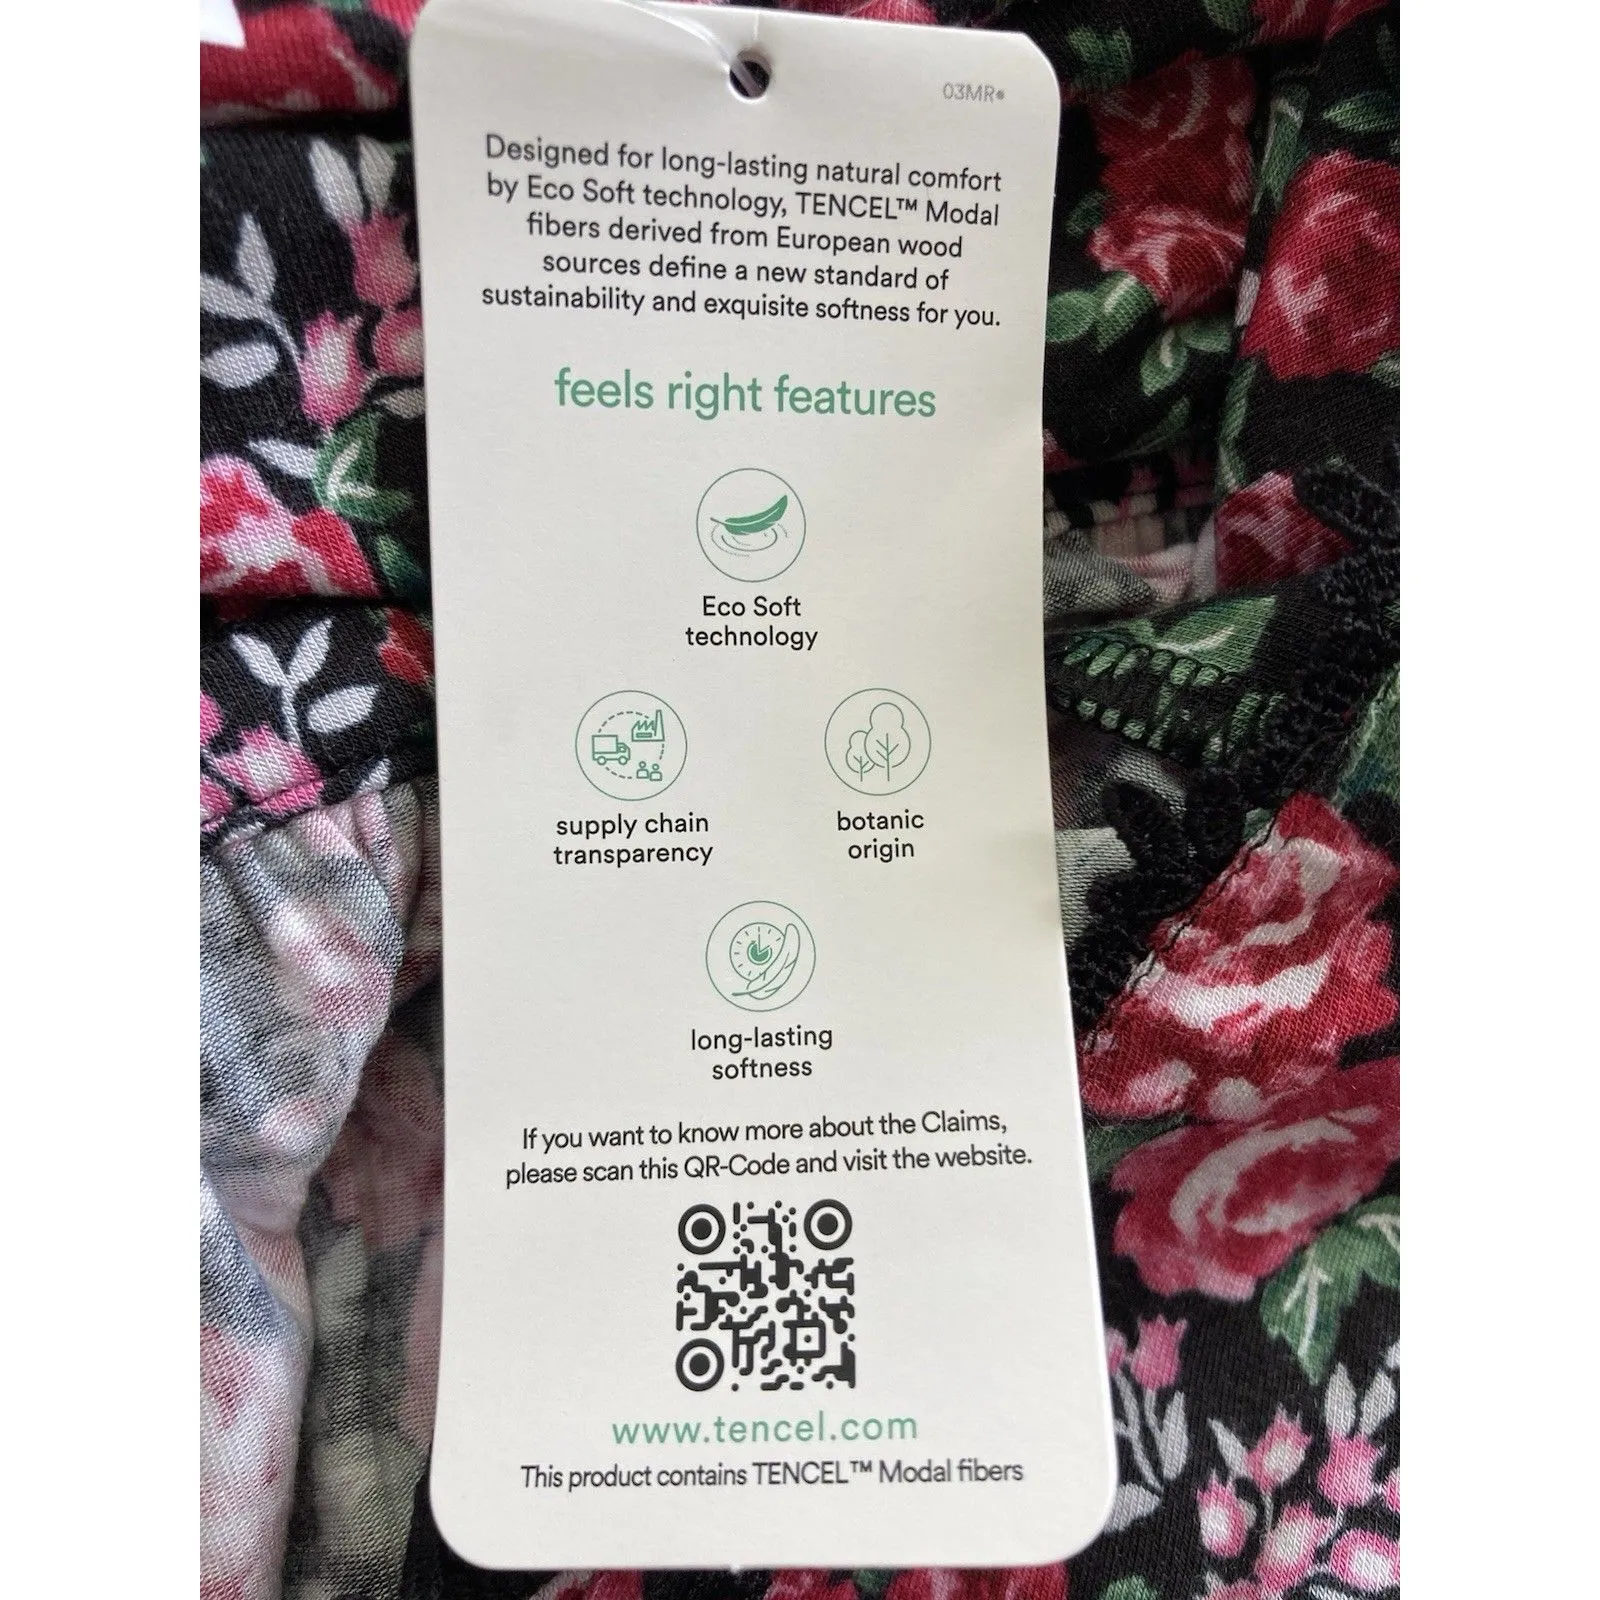 03MR
Designed for long-lasting natural comfort
by Eco Soft technology, TENCEL™ Modal
fibers derived from European wood
sources define a new standard of
sustainability and exquisite softness for you.
feels right features
Eco Soft
technology
supply chain
transparency
botanic
origin
long-lasting
softness
If you want to know more about the Claims,
please scan this QR-Code and visit the website.
www.tencel.com
This product contains TENCEL™ Modal fibers